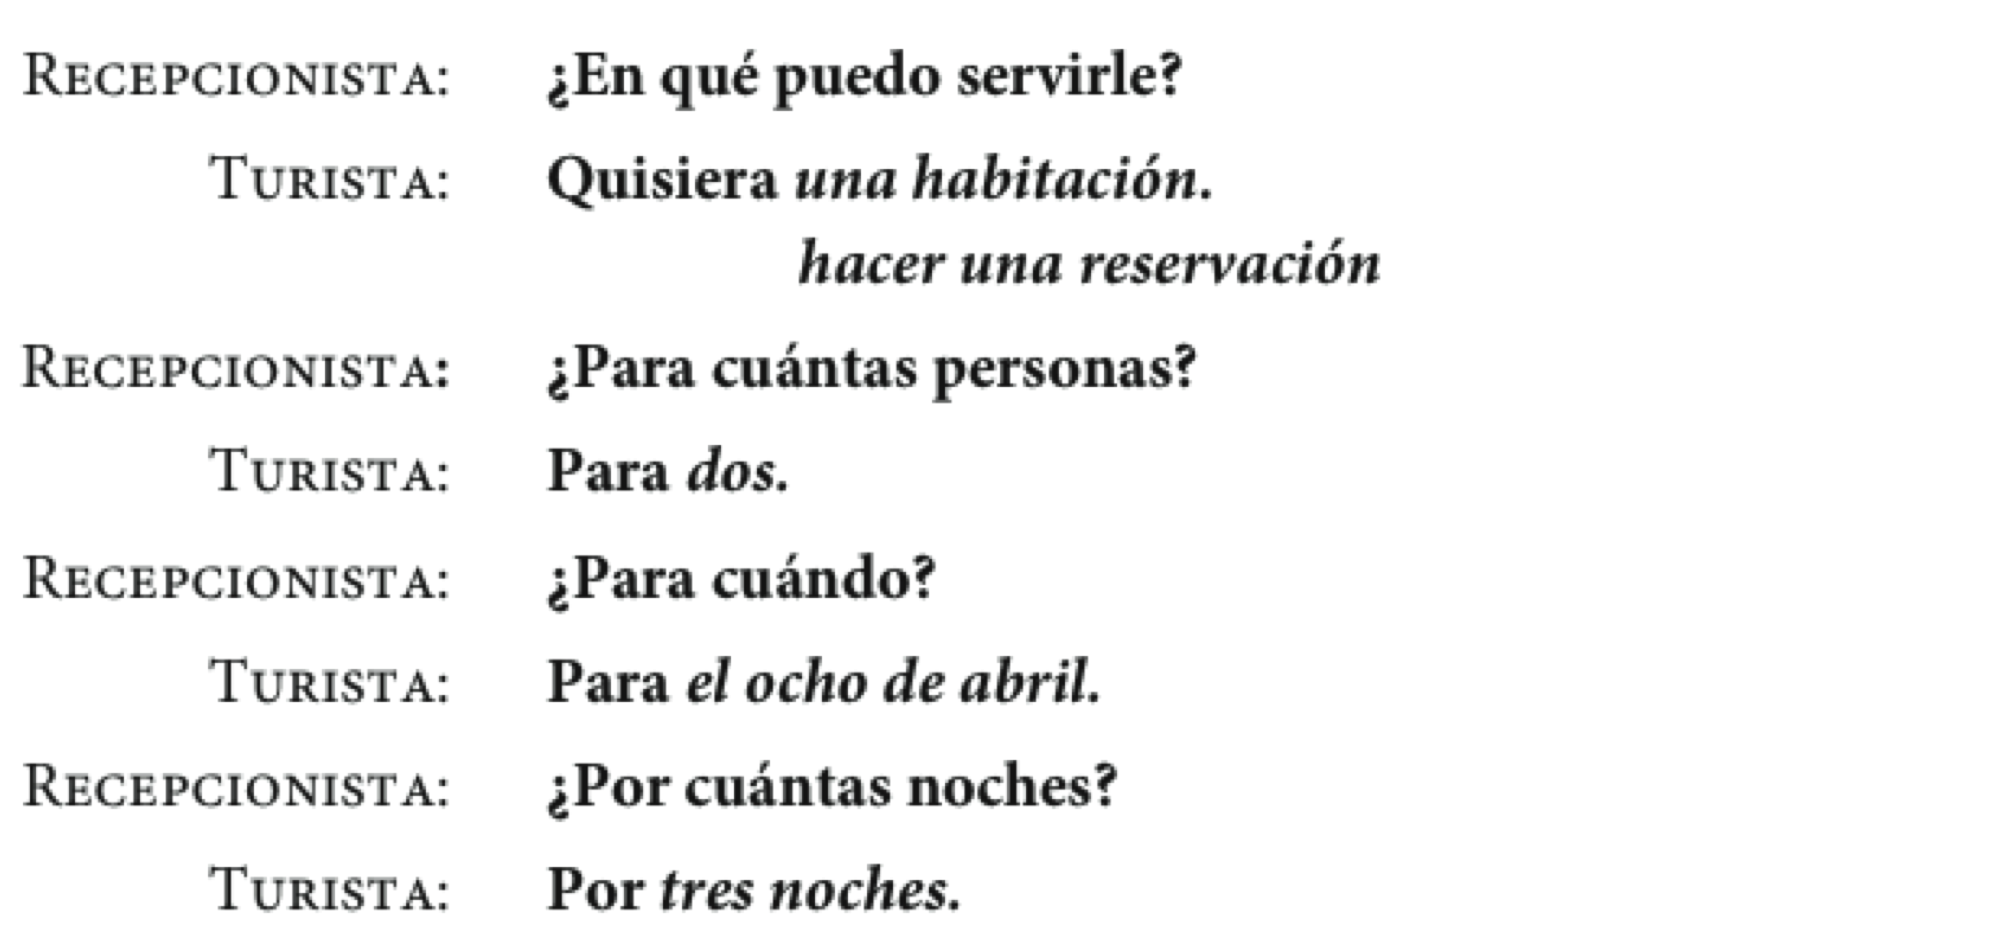 Recepcionista: ¿En qué puedo servirle?
Turista: Quisiera una habitación.
hacer una reservación
Recepcionista: ¿Para cuántas personas?
Turista: Para dos.
Recepcionista: ¿Para cuándo?
Turista: Para el ocho de abril.
Recepcionista: ¿Por cuántas noches?
Turista: Por tres noches.